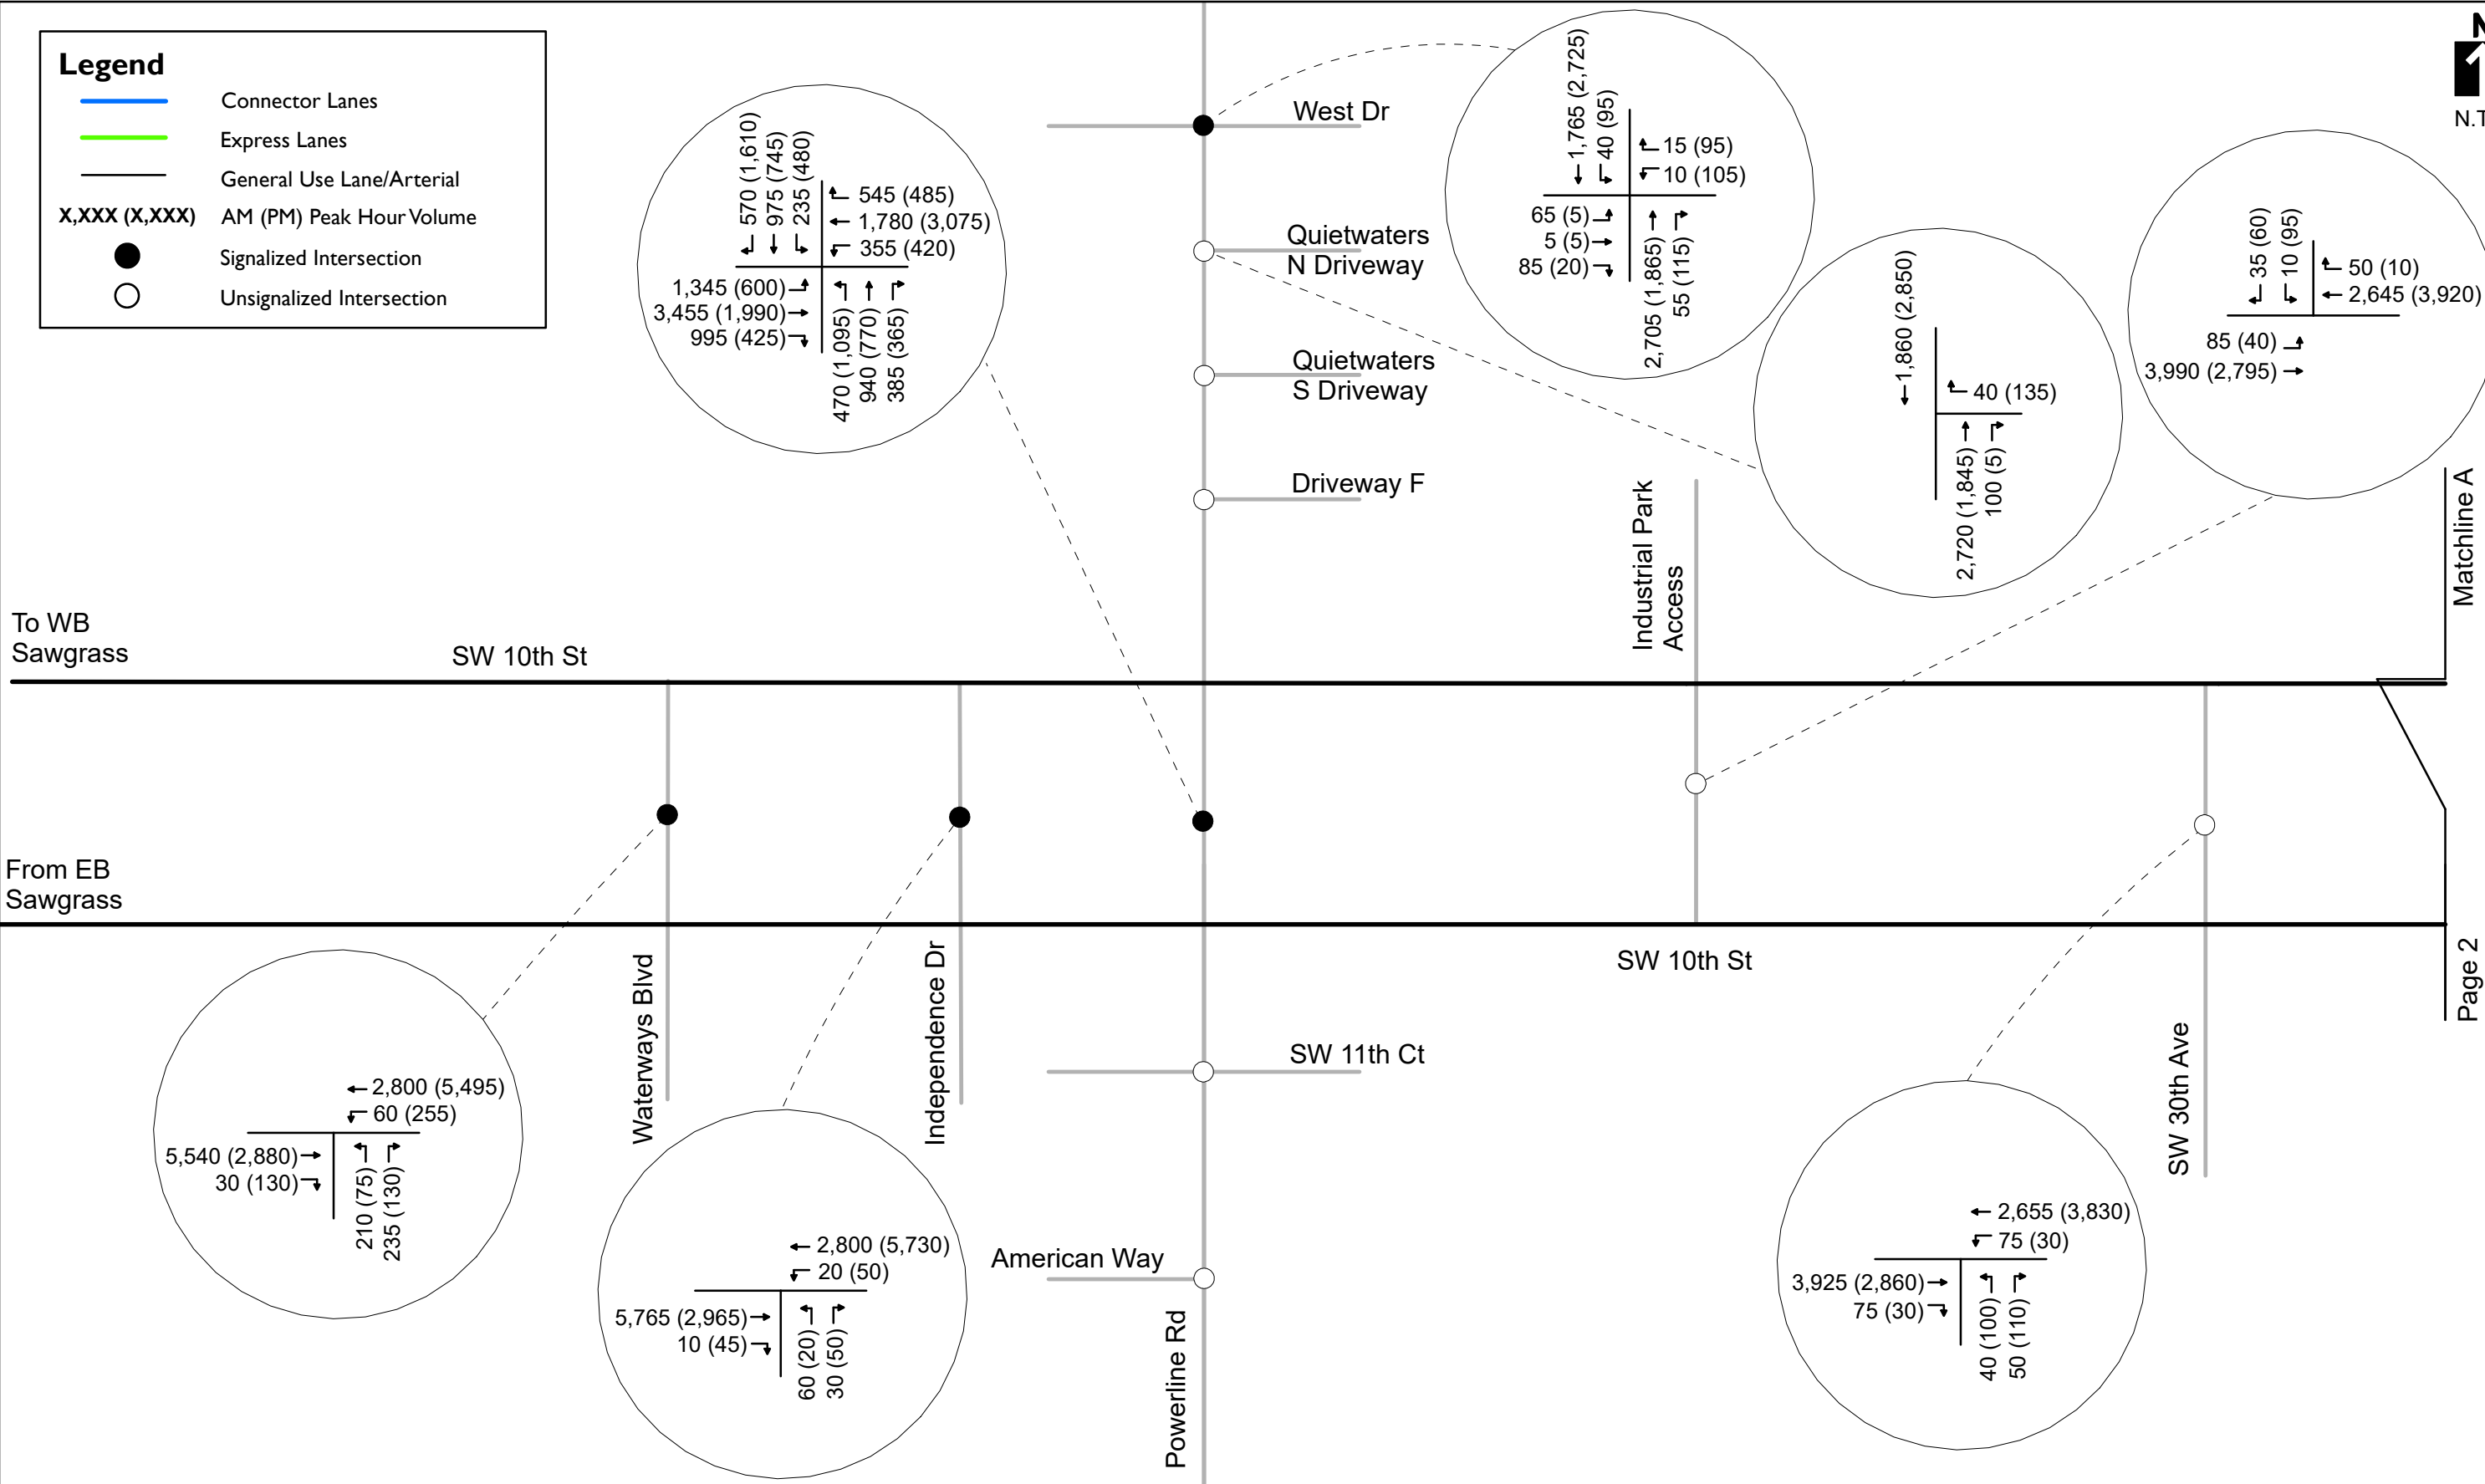 Legend
Connector Lanes
Express Lanes
General Use Lane/Arterial
X,XXX (X,XXX) AM (PM) Peak Hour Volume
Signalized Intersection
Unsignalized Intersection
570 (1,610)
975 (745)
235 (480)
545 (485)
1,780 (3,075)
355 (420)
1,345 (600)
3,455 (1,990)
995 (425)
470 (1,095)
940 (770)
385 (365)
West Dr
Quietwaters
N Driveway
Quietwaters
S Driveway
Driveway F
1,765 (2,725)
40 (95)
15 (95)
10 (105)
65 (5)
5 (5)
85 (20)
2,705 (1,865)
55 (115)
1,860 (2,850)
40 (135)
2,720 (1,845)
100 (5)
35 (60)
10 (95)
50 (10)
2,645 (3,920)
85 (40)
3,990 (2,795)
N
N.T
Matchline A
Industrial Park
Access
To WB
Sawgrass
SW 10th St
From EB
Sawgrass
SW 10th St
Page 2
Waterways Blvd
Independence Dr
SW 11th Ct
SW 30th Ave
American Way
Powerline Rd
2,800 (5,495)
60 (255)
5,540 (2,880)
30 (130)
210 (75)
235 (130)
2,800 (5,730)
20 (50)
5,765 (2,965)
10 (45)
60 (20)
30 (50)
2,655 (3,830)
75 (30)
3,925 (2,860)
75 (30)
40 (100)
50 (110)